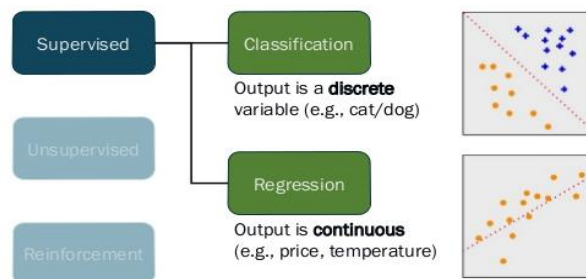 Supervised
Classification
Output is a discrete
variable (e.g., cat/dog)
Unsupervised
Regression
Output is continuous
(e.g., price, temperature)
Reinforcement